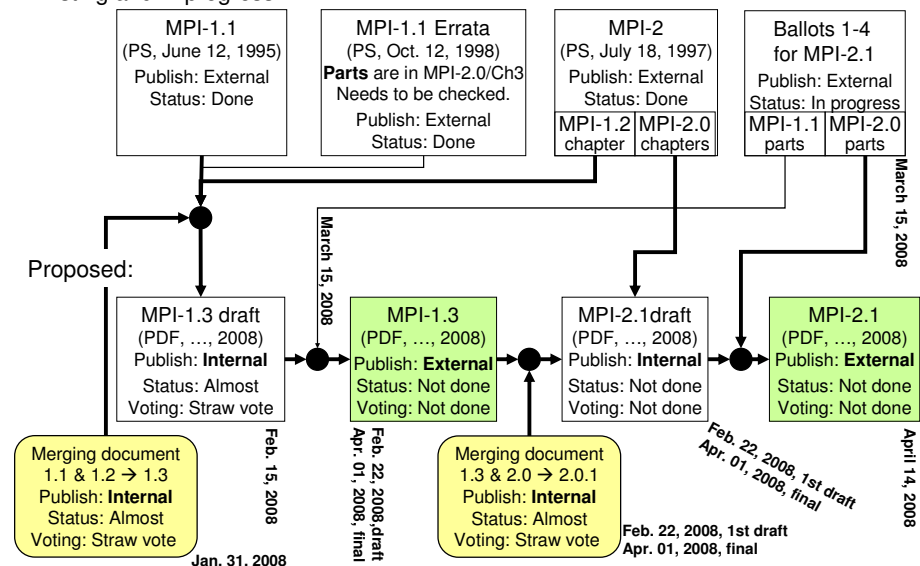 MPI-1.1
(PS, June 12, 1995)
Publish: External
Status: Done
MPI-1.1 Errata
(PS, Oct. 12, 1998)
Parts are in MPI-2.0/Ch3
Needs to be checked.
Publish: External
Status: Done
MPI-2
(PS, July 18, 1997)
Publish: External
Status: Done
MPI-1.2
chapter
MPI-2.0
chapters
Ballots 1-4
for MPI-2.1
Publish: External
Status: In progress
MPI-1.1
parts
MPI-2.0
parts
March 15, 2008
March 15, 2008
Proposed:
MPI-1.3 draft
(PDF, …, 2008)
Publish: Internal
Status: Almost
Voting: Straw vote
Feb. 15, 2008
MPI-1.3
(PDF, …, 2008)
Publish: External
Status: Not done
Voting: Not done
Feb. 22, 2008,draft
Apr. 01, 2008, final
MPI-2.1draft
(PDF, …, 2008)
Publish: Internal
Status: Not done
Voting: Not done
Feb. 22, 2008, 1st draft
Apr. 01, 2008, final
MPI-2.1
(PDF, …, 2008)
Publish: External
Status: Not done
Voting: Not done
April 14, 2008
Merging document
1.1 & 1.2 → 1.3
Publish: Internal
Status: Almost
Voting: Straw vote
Jan. 31, 2008
Merging document
1.3 & 2.0 → 2.0.1
Publish: Internal
Status: Almost
Voting: Straw vote
Feb. 22, 2008, 1st draft
Apr. 01, 2008, final